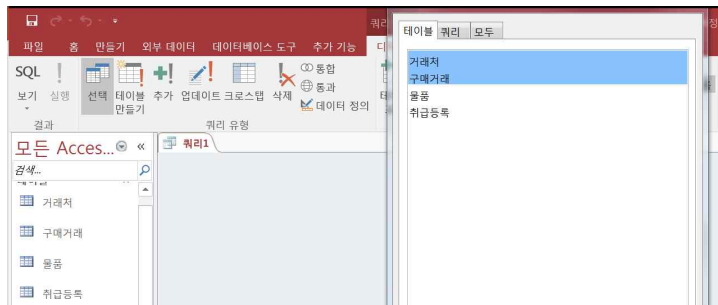 쿼리
파일 홈 만들기 외부 데이터 데이터베이스 도구 추가 기능
SQL
보기 실행 선택 테이블 만들기 추가 업데이트 크로스탭 삭제 통합
통과
데이터 정의
결과 쿼리 유형
모든 Acces...
검색...
거래처
구매거래
물품
취급등록
쿼리1
테이블 쿼리 모두
거래처
구매거래
물품
취급등록